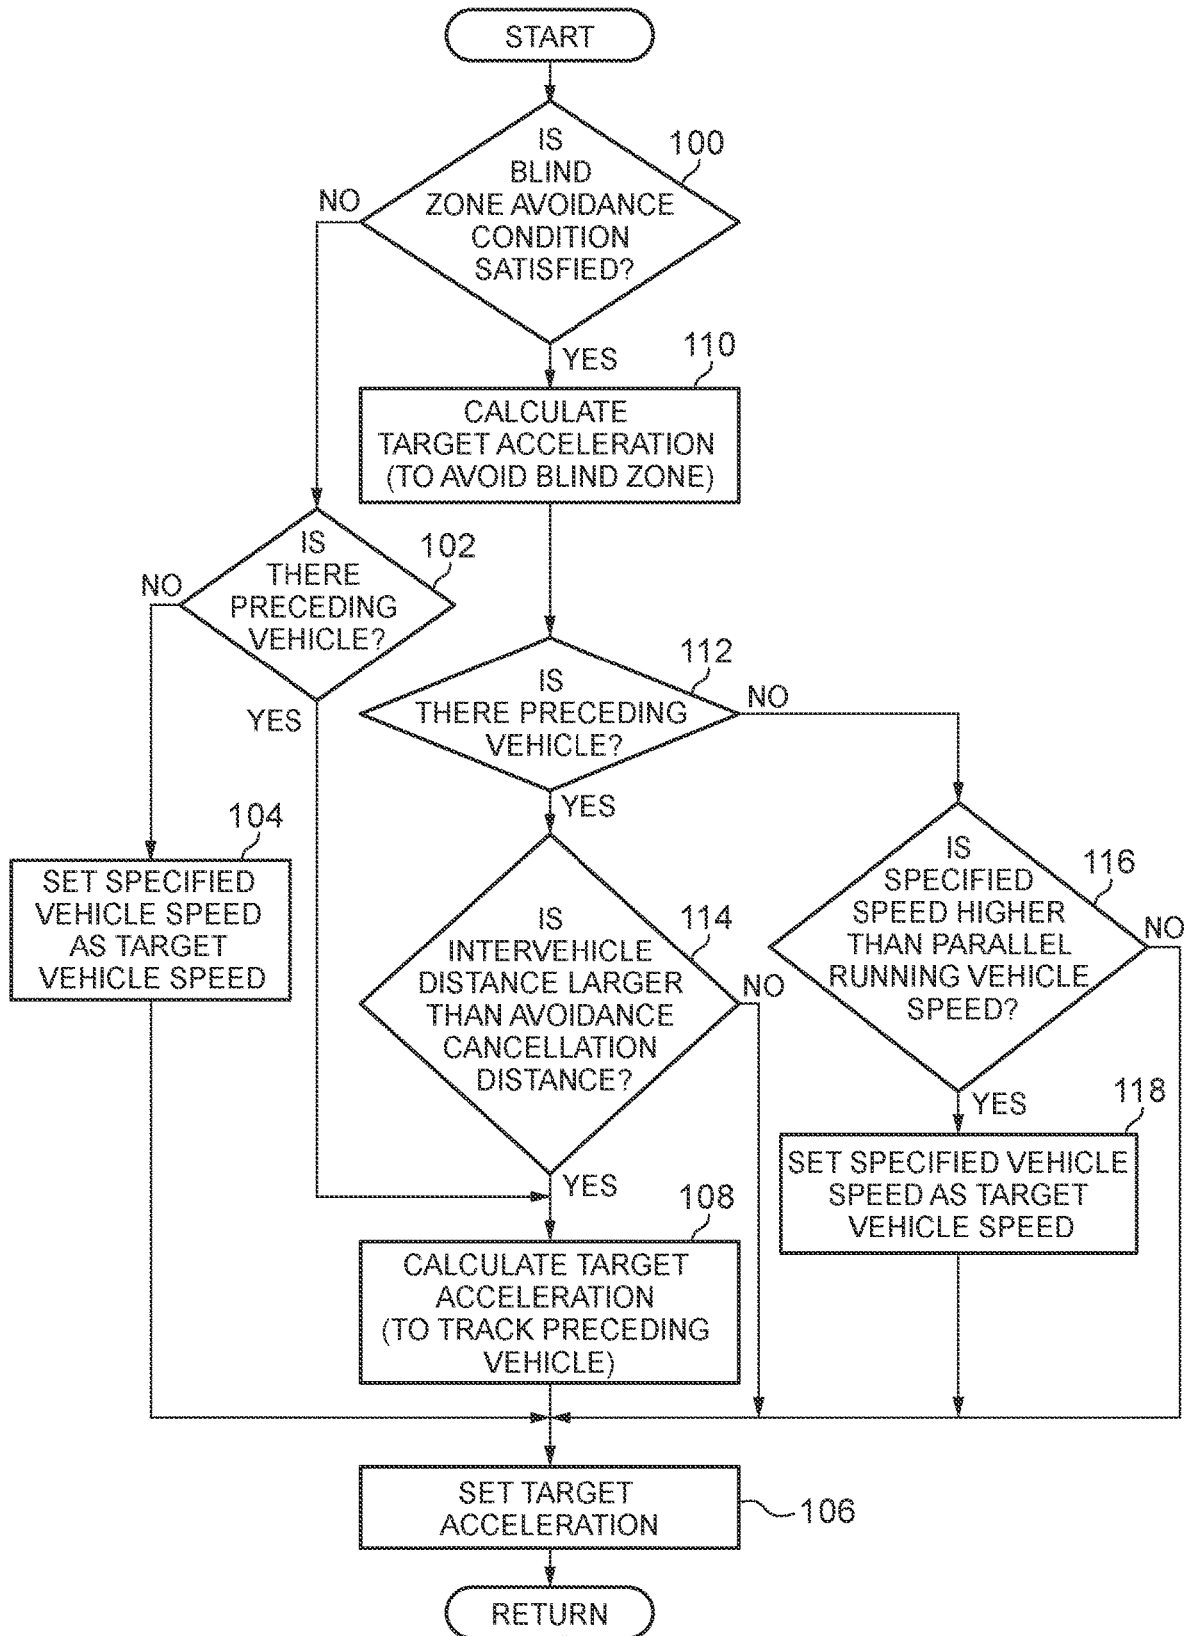 START
IS
BLIND
ZONE AVOIDANCE
CONDITION
SATISFIED?
100
NO
YES
110
CALCULATE
TARGET ACCELERATION
(TO AVOID BLIND ZONE)
IS
THERE
PRECEDING
VEHICLE?
102
NO
YES
IS
THERE PRECEDING
VEHICLE?
112
NO
YES
104
SET SPECIFIED
VEHICLE SPEED
AS TARGET
VEHICLE SPEED
IS
INTERVEHICLE
DISTANCE LARGER
THAN AVOIDANCE
CANCELLATION
DISTANCE?
114
NO
YES
IS
SPECIFIED
SPEED HIGHER
THAN PARALLEL
RUNNING VEHICLE
SPEED?
116
NO
YES
118
SET SPECIFIED VEHICLE
SPEED AS TARGET
VEHICLE SPEED
108
CALCULATE TARGET
ACCELERATION
(TO TRACK PRECEDING
VEHICLE)
SET TARGET
ACCELERATION
106
RETURN